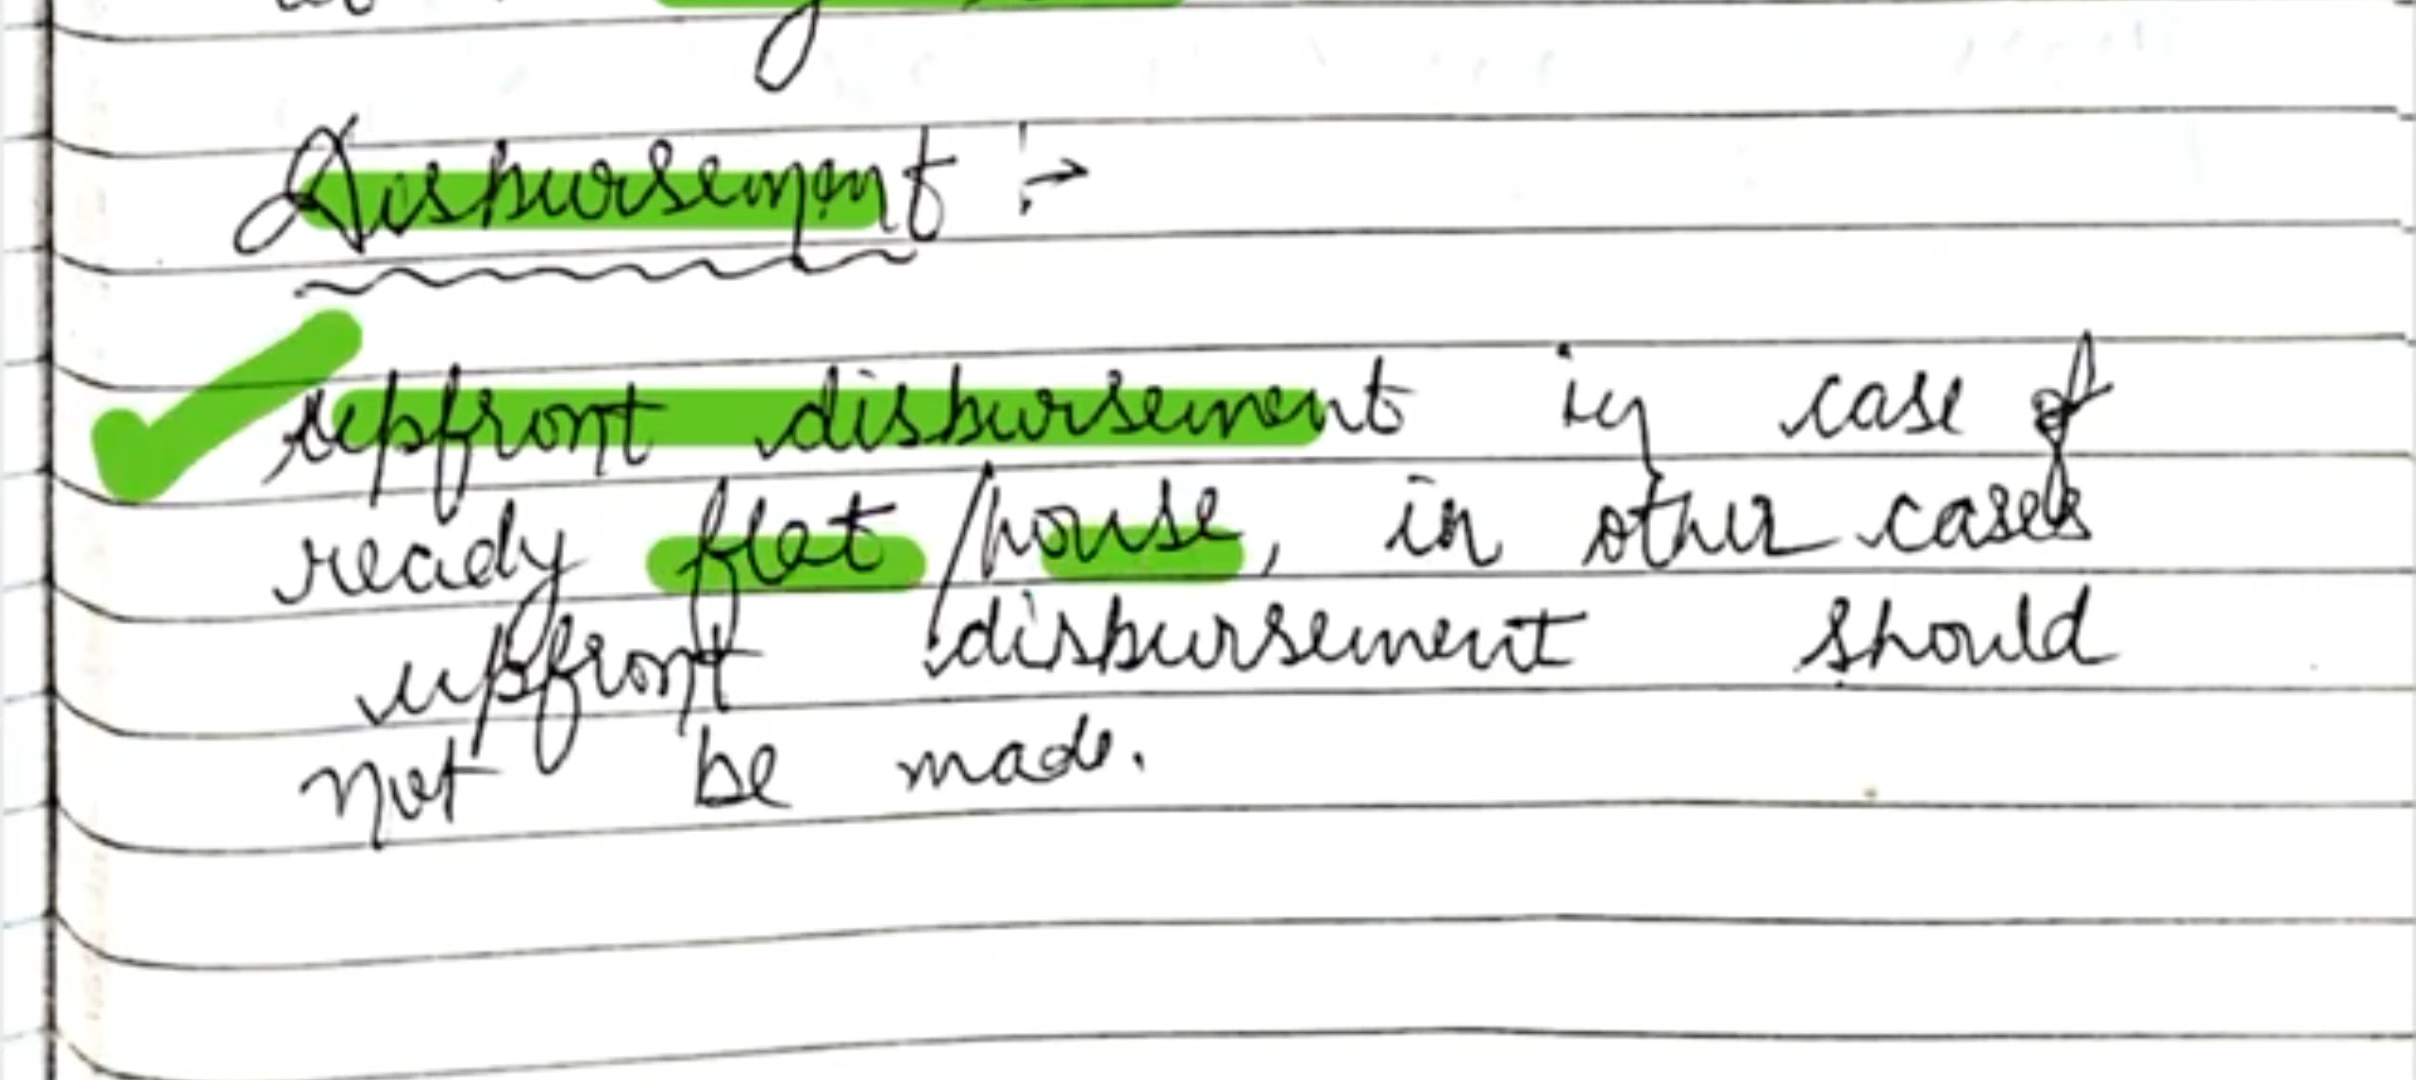 Disbursement :→
upfront disbursement in case of
ready flat /house, in other cases
upfront disbursement should
not be made.